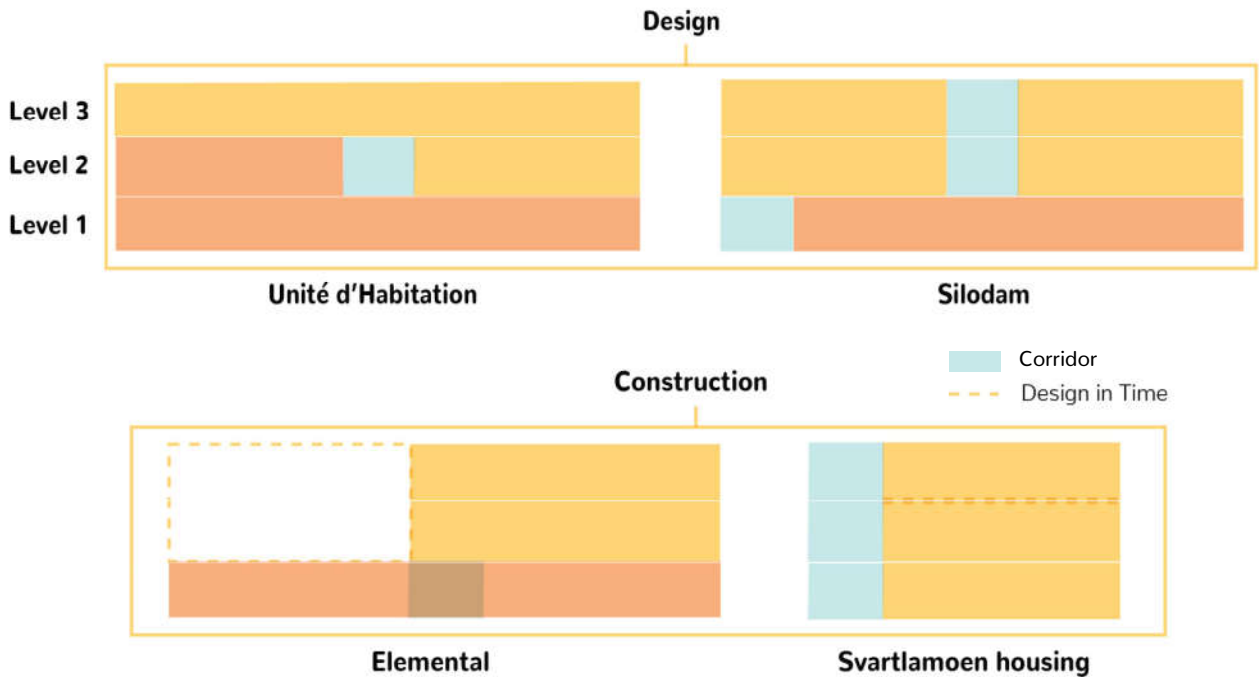 Design
Level 3
Level 2
Level 1
Unité d'Habitation
Silodam
Corridor
Design in Time
Construction
Elemental
Svartlamoen housing